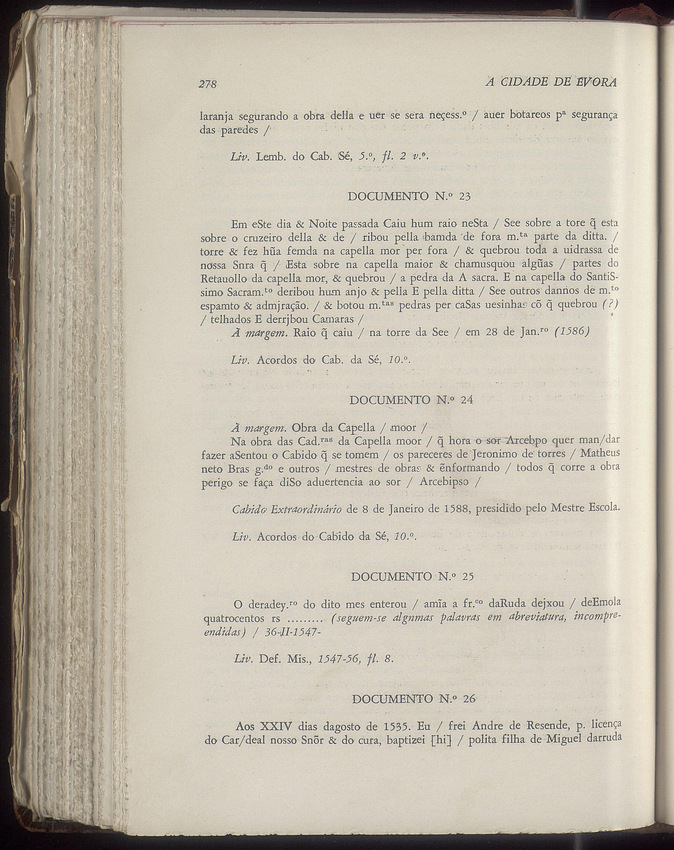 278 A CIDADE DE EVORA
laranja segurando a obra della e uer se sera neçess.º / auer botareos pª segurança
das paredes /
Liv. Lemb. do Cab. Sé, 5.º, fl. 2 v.º.
DOCUMENTO N.º 23
Em eSte dia & Noite passada Caiu hum raio neSta / See sobre a tore q̃ esta
sobre o cruzeiro della & de / ribou pella bamda de fora m.ᵗᵃ parte da ditta. /
torre & fez hũa femda na capella mor per fora / & quebrou toda a uidrassa de
nossa Snra q̃ / Esta sobre na capella maior & chamusquou algũas / partes do
Retauollo da capella mor, & quebrou / a pedra da A sacra. E na capella do SantiS-
simo Sacram.ᵗᵒ deribou hum anjo & pella E pella ditta / See outros dannos de m.ᵗᵒ
espamto & admjração. / & botou m.ᵗᵃˢ pedras per caSas uesinhas cõ q̃ quebrou (?)
/ telhados E derrjbou Camaras /
À margem. Raio q̃ caiu / na torre da See / em 28 de Jan.ʳᵒ (1586)
Liv. Acordos do Cab. da Sé, 10.º.
DOCUMENTO N.º 24
À margem. Obra da Capella / moor /
Na obra das Cad.ʳᵃˢ da Capella moor / q̃ hora o sor Arcebpo quer man/dar
fazer aSentou o Cabido q̃ se tomem / os pareceres de Jeronimo de torres / Matheus
neto Bras g.ᵈᵒ e outros / mestres de obras & ẽnformando / todos q̃ corre a obra
perigo se faça diSo aduertencia ao sor / Arcebipso /
Cabido Extraordinário de 8 de Janeiro de 1588, presidido pelo Mestre Escola.
Liv. Acordos do Cabido da Sé, 10.º.
DOCUMENTO N.º 25
O deradey.ʳᵒ do dito mes enterou / amĩa a fr.ᶜᵒ daRuda dejxou / deEmola
quatrocentos rs ......... (seguem-se algnmas palavras em abreviatura, incompre-
endidas) / 36-II-1547-
Liv. Def. Mis., 1547-56, fl. 8.
DOCUMENTO N.º 26
Aos XXIV dias dagosto de 1535. Eu / frei Andre de Resende, p. licença
do Car/deal nosso Snõr & do cura, baptizei [hi] / polita filha de Miguel darruda